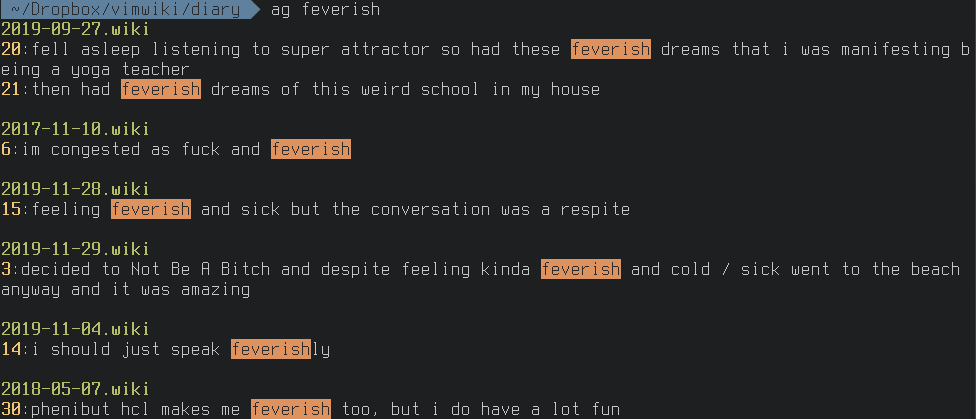 ~/Dropbox/vimwiki/diary ag feverish
2019-09-27.wiki
20:fell asleep listening to super attractor so had these feverish dreams that i was manifesting b
eing a yoga teacher
21:then had feverish dreams of this weird school in my house
2017-11-10.wiki
6:im congested as fuck and feverish
2019-11-28.wiki
15:feeling feverish and sick but the conversation was a respite
2019-11-29.wiki
3:decided to Not Be A Bitch and despite feeling kinda feverish and cold / sick went to the beach
anyway and it was amazing
2019-11-04.wiki
14:i should just speak feverishly
2018-05-07.wiki
30:phenibut hcl makes me feverish too, but i do have a lot fun